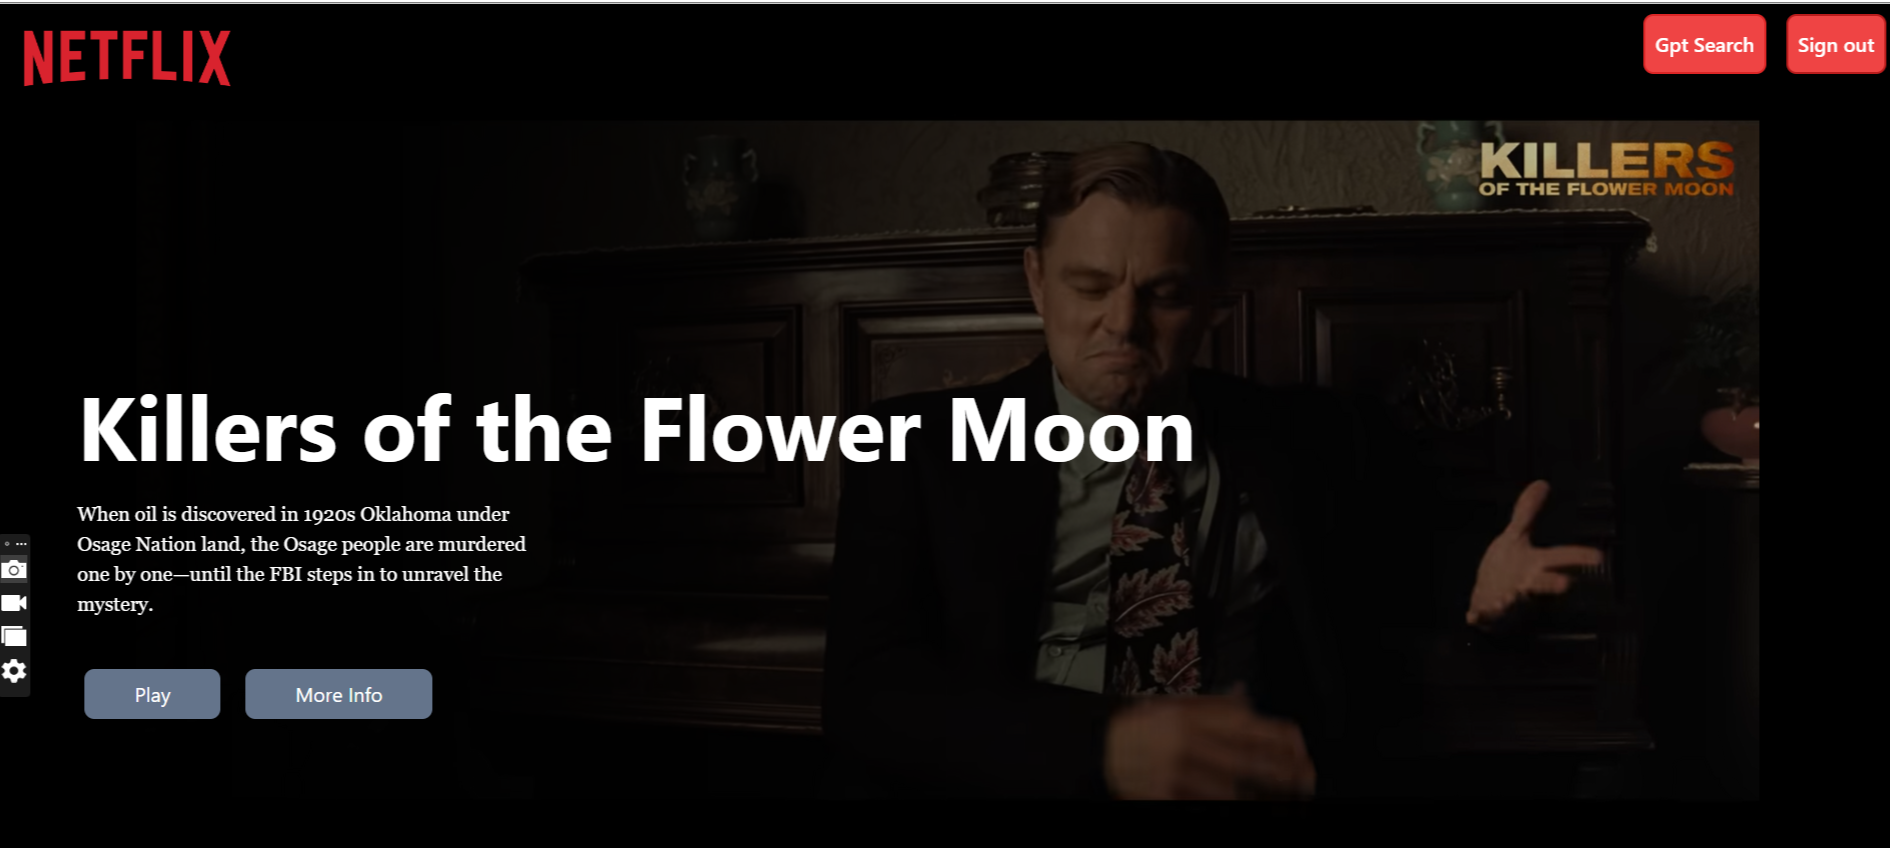 NETFLIX
Gpt Search
Sign out
KILLERS
OF THE FLOWER MOON
Killers of the Flower Moon
When oil is discovered in 1920s Oklahoma under
Osage Nation land, the Osage people are murdered
one by one—until the FBI steps in to unravel the
mystery.
Play
More Info